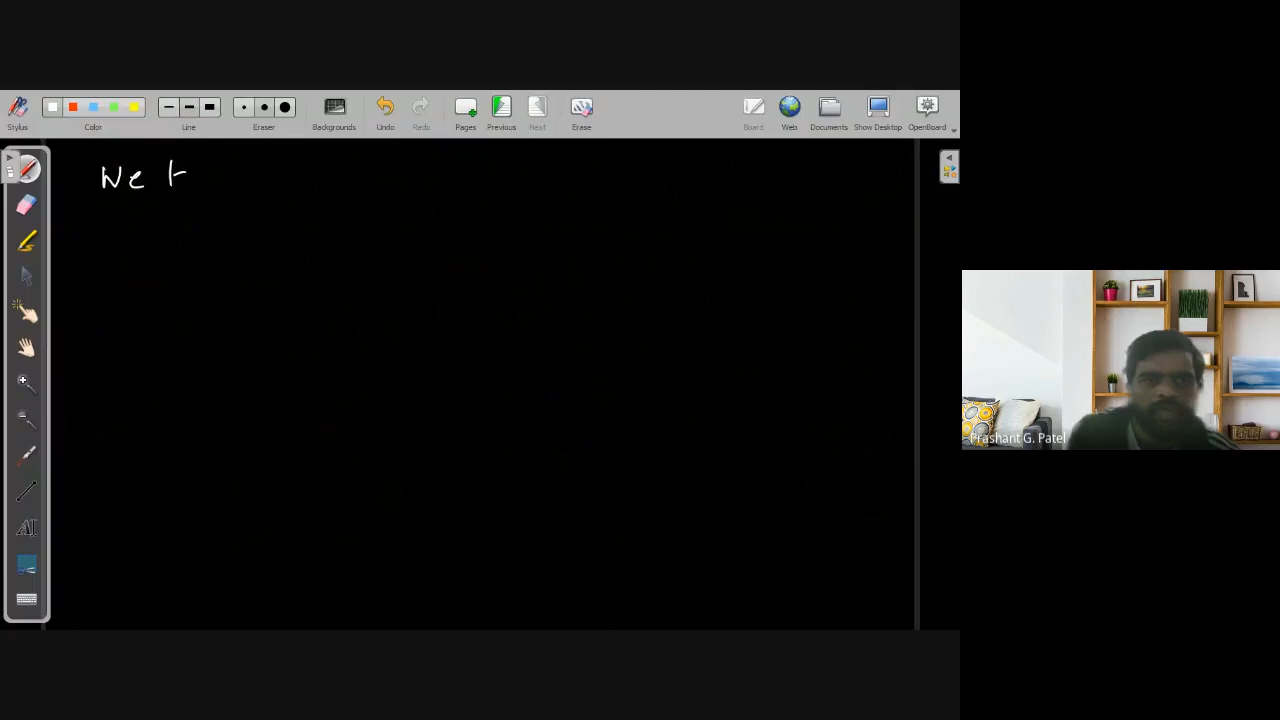 Stylus Color Line Eraser Backgrounds Undo Redo Pages Previous Next Erase Board Web Documents Show Desktop OpenBoard
We
Prashant G. Patel